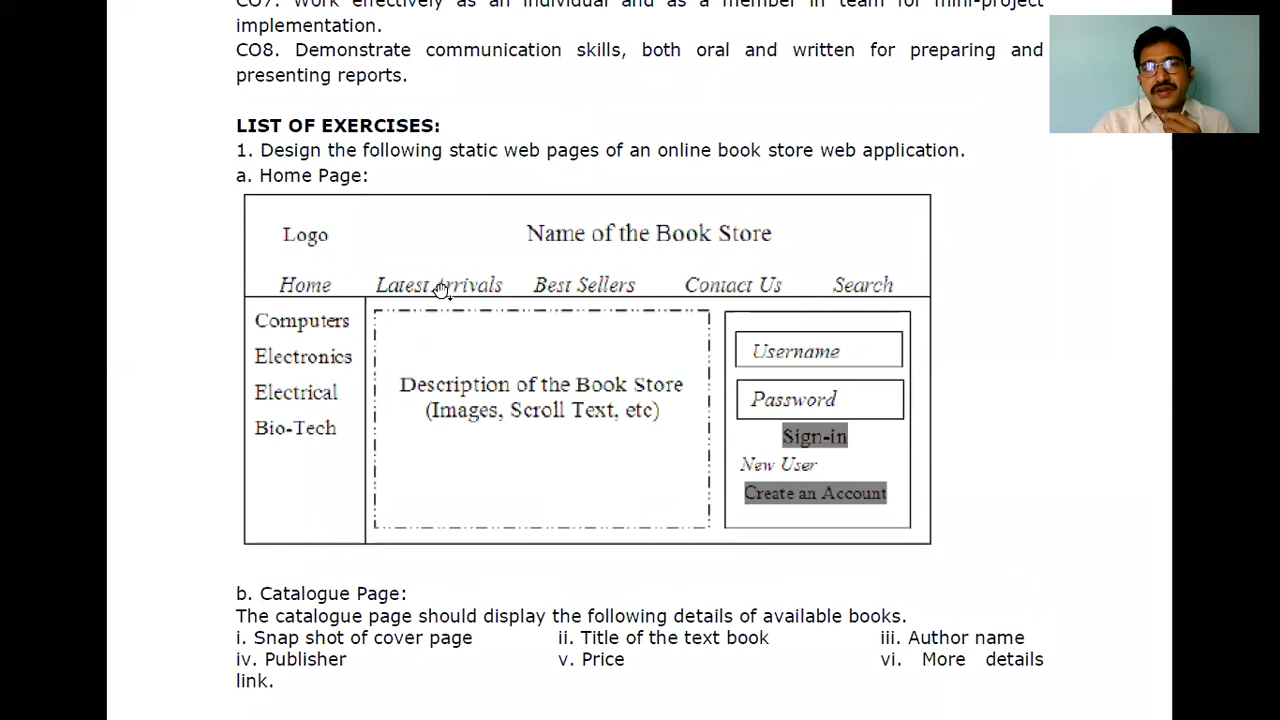 CO7. Work effectively as an individual and as a member in team for mini-project
implementation.
CO8. Demonstrate communication skills, both oral and written for preparing and
presenting reports.
LIST OF EXERCISES:
1. Design the following static web pages of an online book store web application.
a. Home Page:
Logo Name of the Book Store
Home Latest Arrivals Best Sellers Contact Us Search
Computers
Electronics
Electrical
Bio-Tech
Description of the Book Store
(Images, Scroll Text, etc)
Username
Password
Sign-in
New User
Create an Account
b. Catalogue Page:
The catalogue page should display the following details of available books.
i. Snap shot of cover page ii. Title of the text book iii. Author name
iv. Publisher v. Price vi. More details
link.